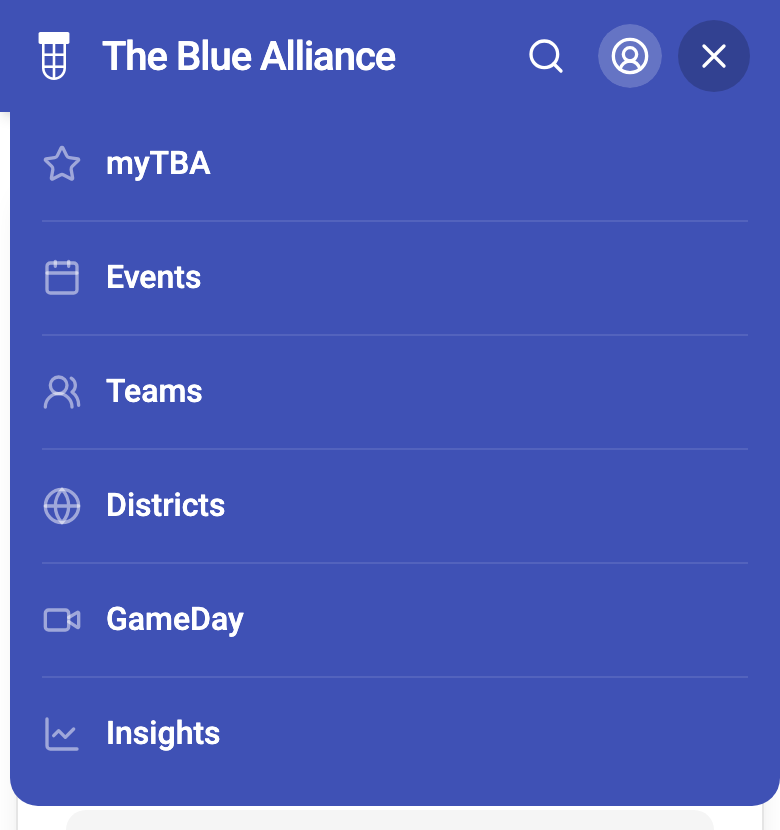 The Blue Alliance
myTBA
Events
Teams
Districts
GameDay
Insights